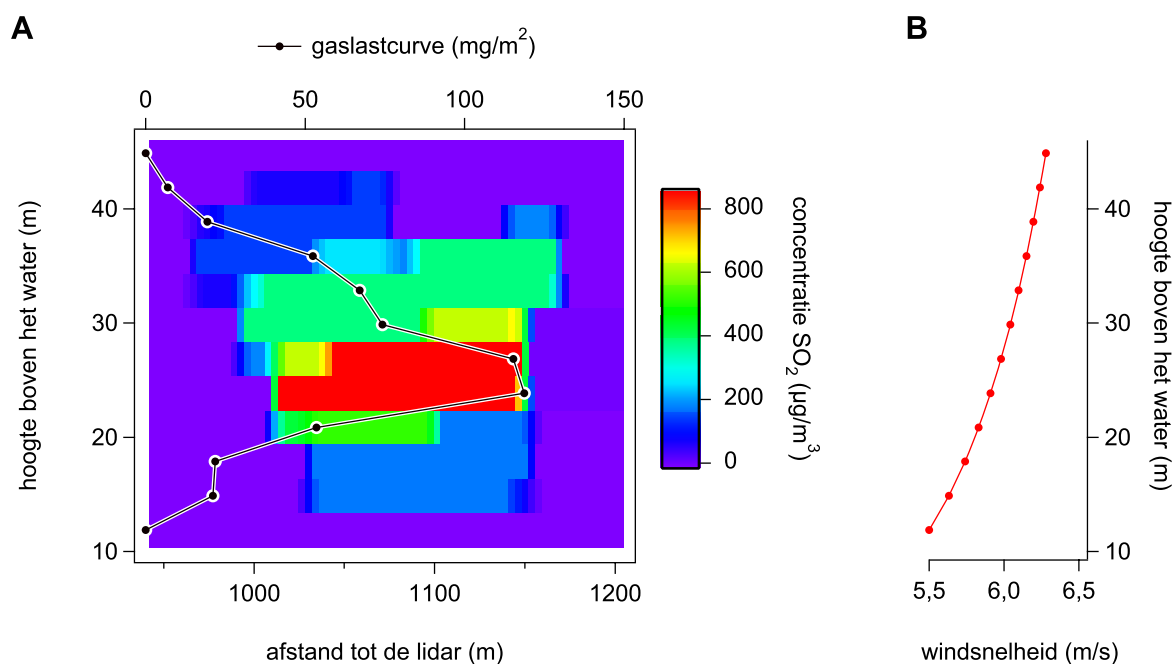 A
gaslastcurve (mg/m²)
0 50 100 150
hoogte boven het water (m)
40
30
20
10
1000 1100 1200
afstand tot de lidar (m)
800
600
400
200
0
concentratie SO₂ (µg/m³)
B
40
30
20
10
hoogte boven het water (m)
5,5 6,0 6,5
windsnelheid (m/s)